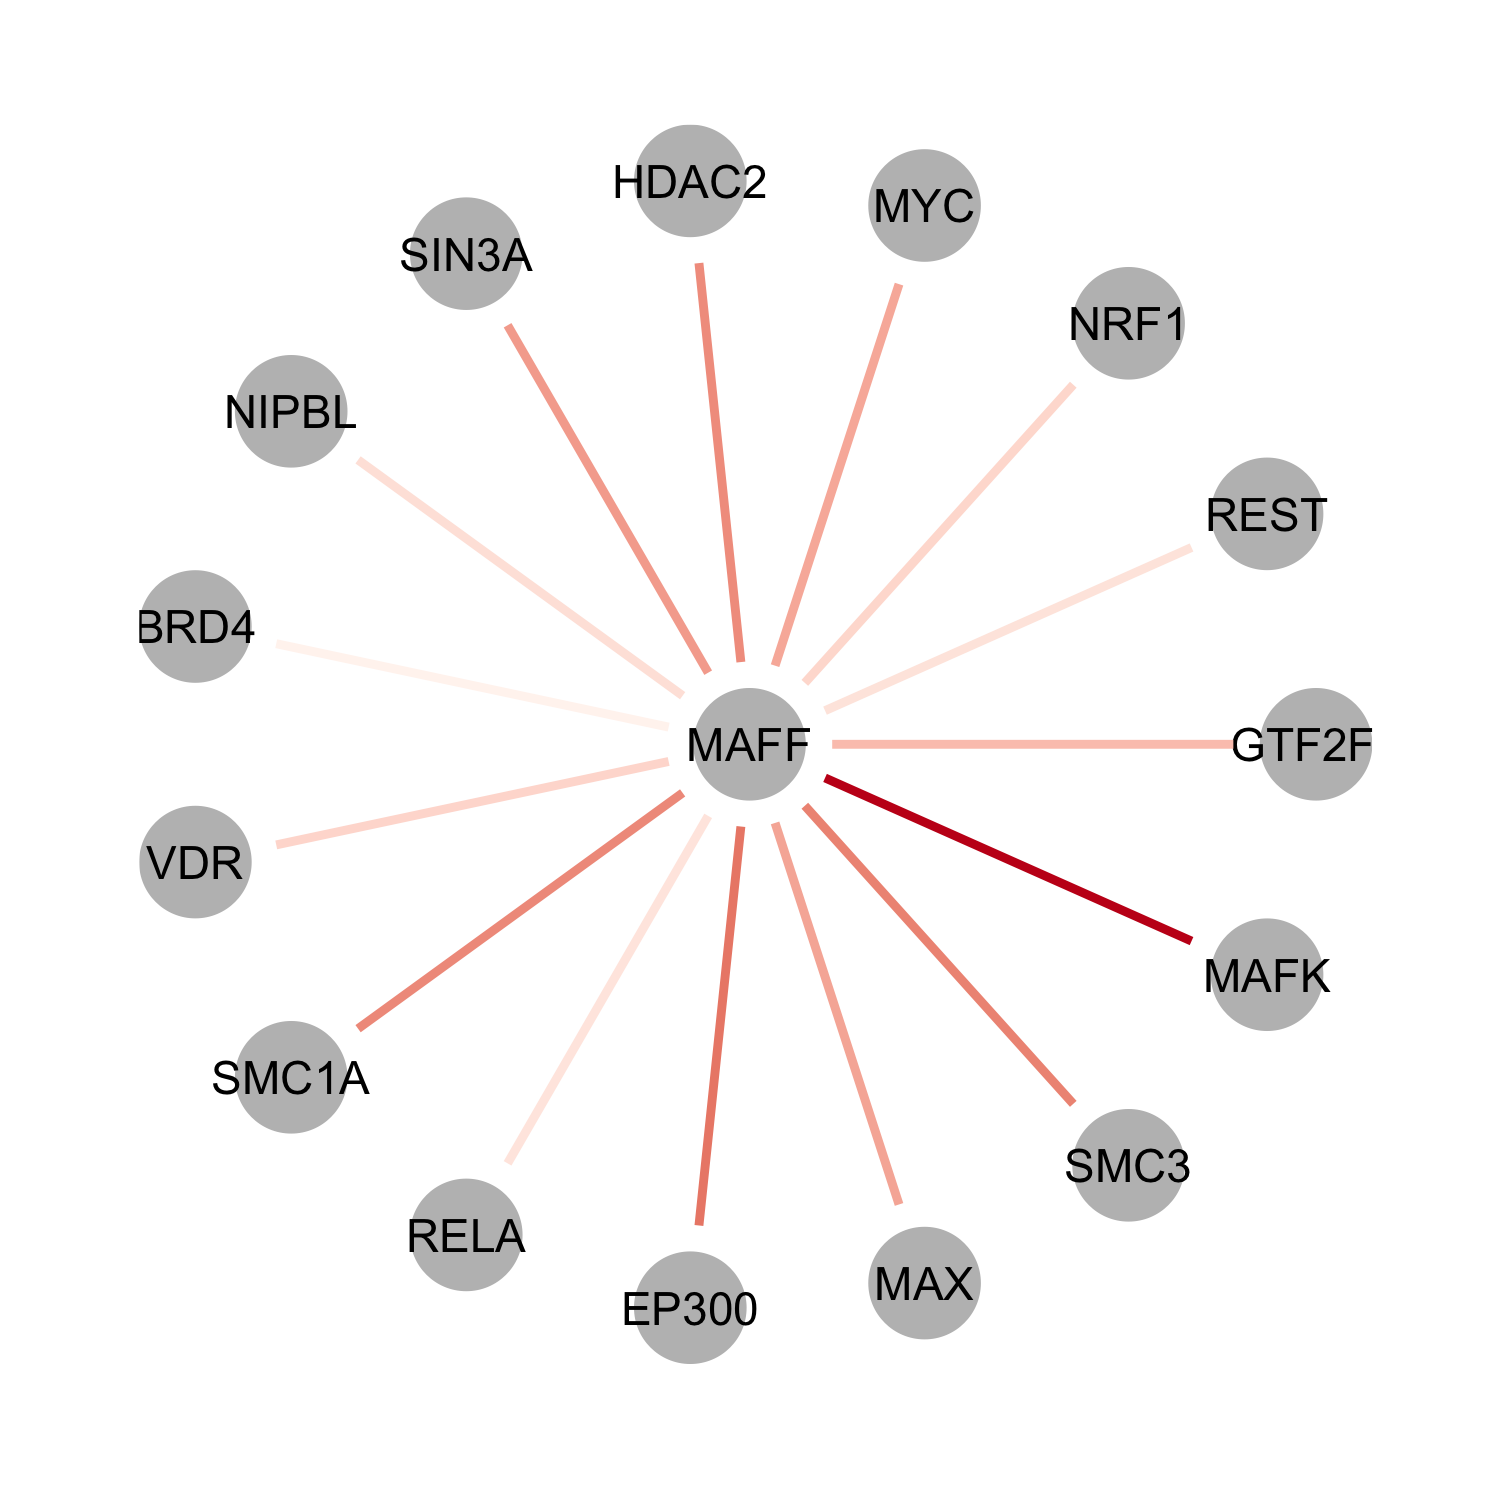 HDAC2
MYC
SIN3A
NRF1
NIPBL
REST
BRD4
MAFF
GTF2F
VDR
MAFK
SMC1A
SMC3
RELA
EP300
MAX